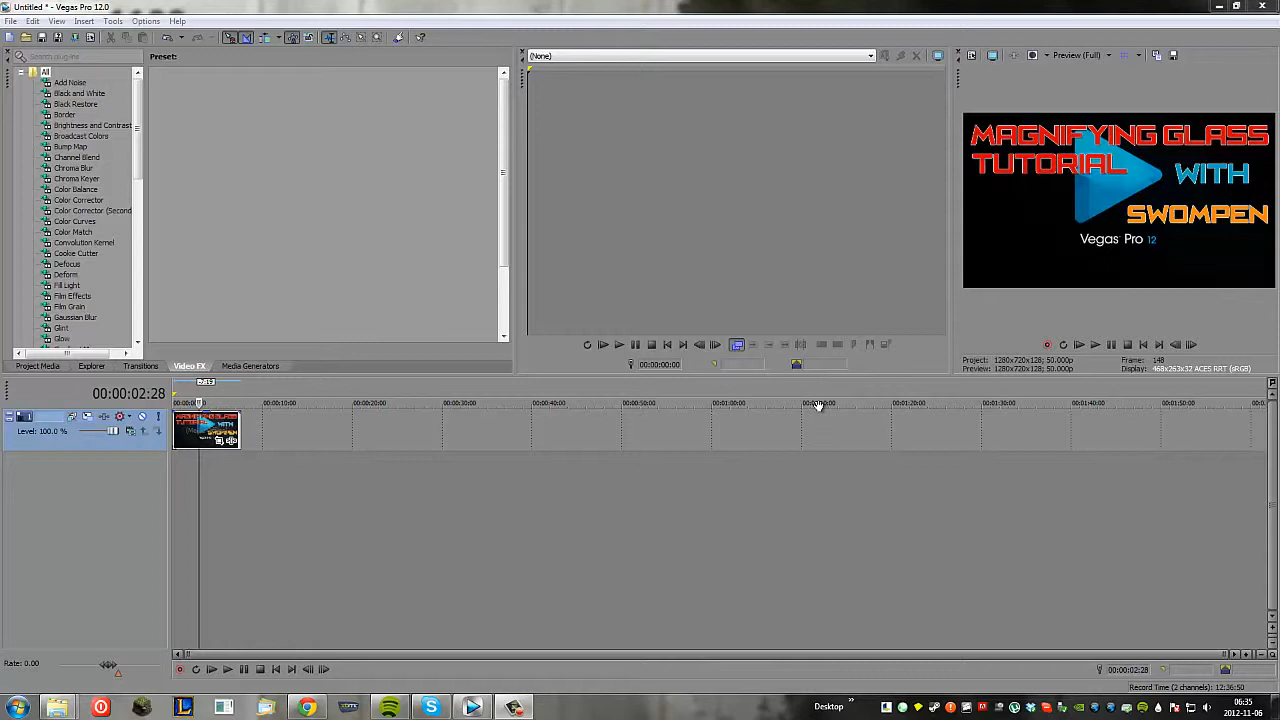 Untitled * - Vegas Pro 12.0
File Edit View Insert Tools Options Help
Search plug-ins
Preset:
(None)
Preview (Full)
All
Add Noise
Black and White
Black Restore
Border
Brightness and Contrast
Broadcast Colors
Bump Map
Channel Blend
Chroma Blur
Chroma Keyer
Color Balance
Color Corrector
Color Corrector (Second
Color Curves
Color Match
Convolution Kernel
Cookie Cutter
Defocus
Deform
Fill Light
Film Effects
Film Grain
Gaussian Blur
Glint
Glow
MAGNIFYING GLASS
TUTORIAL
WITH
SWOMPEN
Vegas Pro 12
00:00:00:00
Project: 1280x720x128; 50.000p
Frame: 148
Preview: 1280x720x128; 50.000p
Display: 468x263x32 ACES RRT (sRGB)
Project Media Explorer Transitions Video FX Media Generators
00:00:02:28
00:00:10:00 00:00:20:00 00:00:30:00 00:00:40:00 00:00:50:00 00:01:00:00 00:01:20:00 00:01:30:00 00:01:40:00 00:01:50:00
Level: 100.0 %
Rate: 0.00
00:00:02:28
Record Time (2 channels): 12:36:50
Desktop
06:35
2012-11-06